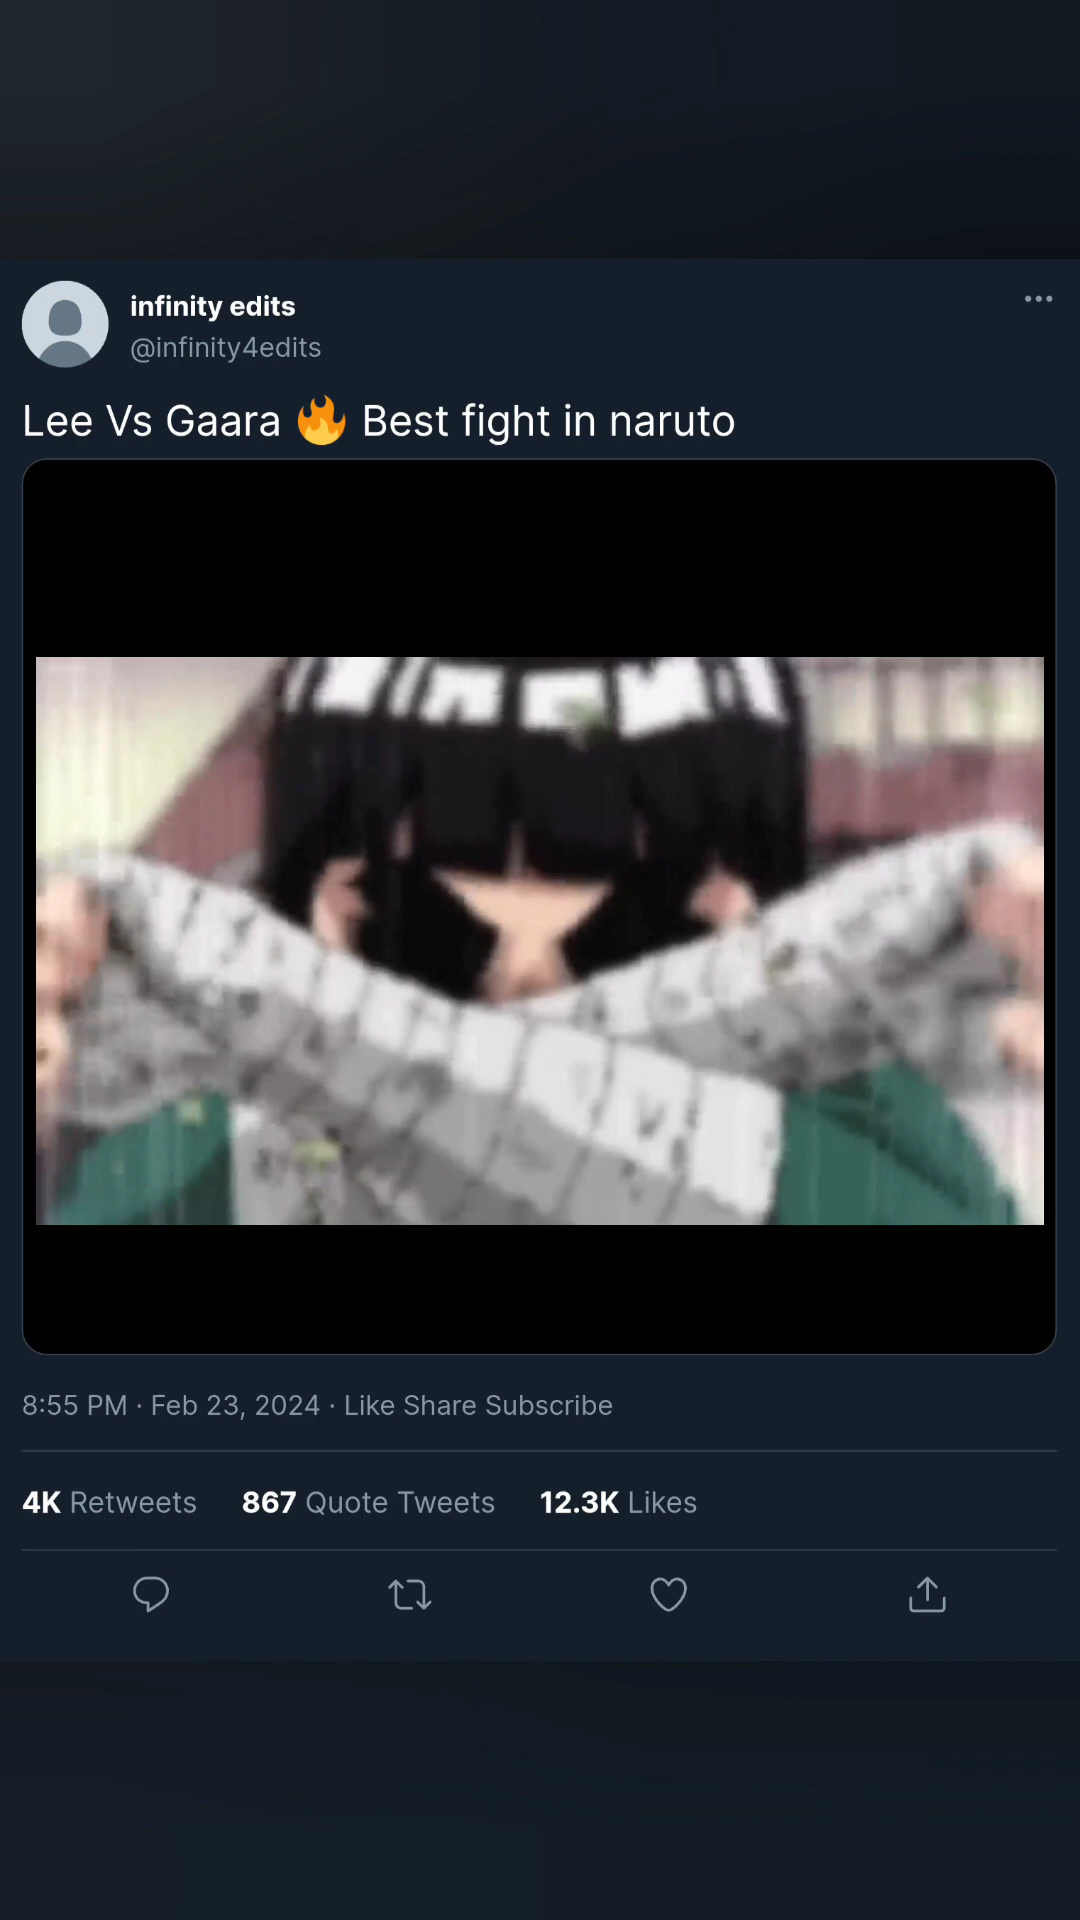 infinity edits
@infinity4edits
Lee Vs Gaara 🔥 Best fight in naruto
8:55 PM · Feb 23, 2024 · Like Share Subscribe
4K Retweets 867 Quote Tweets 12.3K Likes